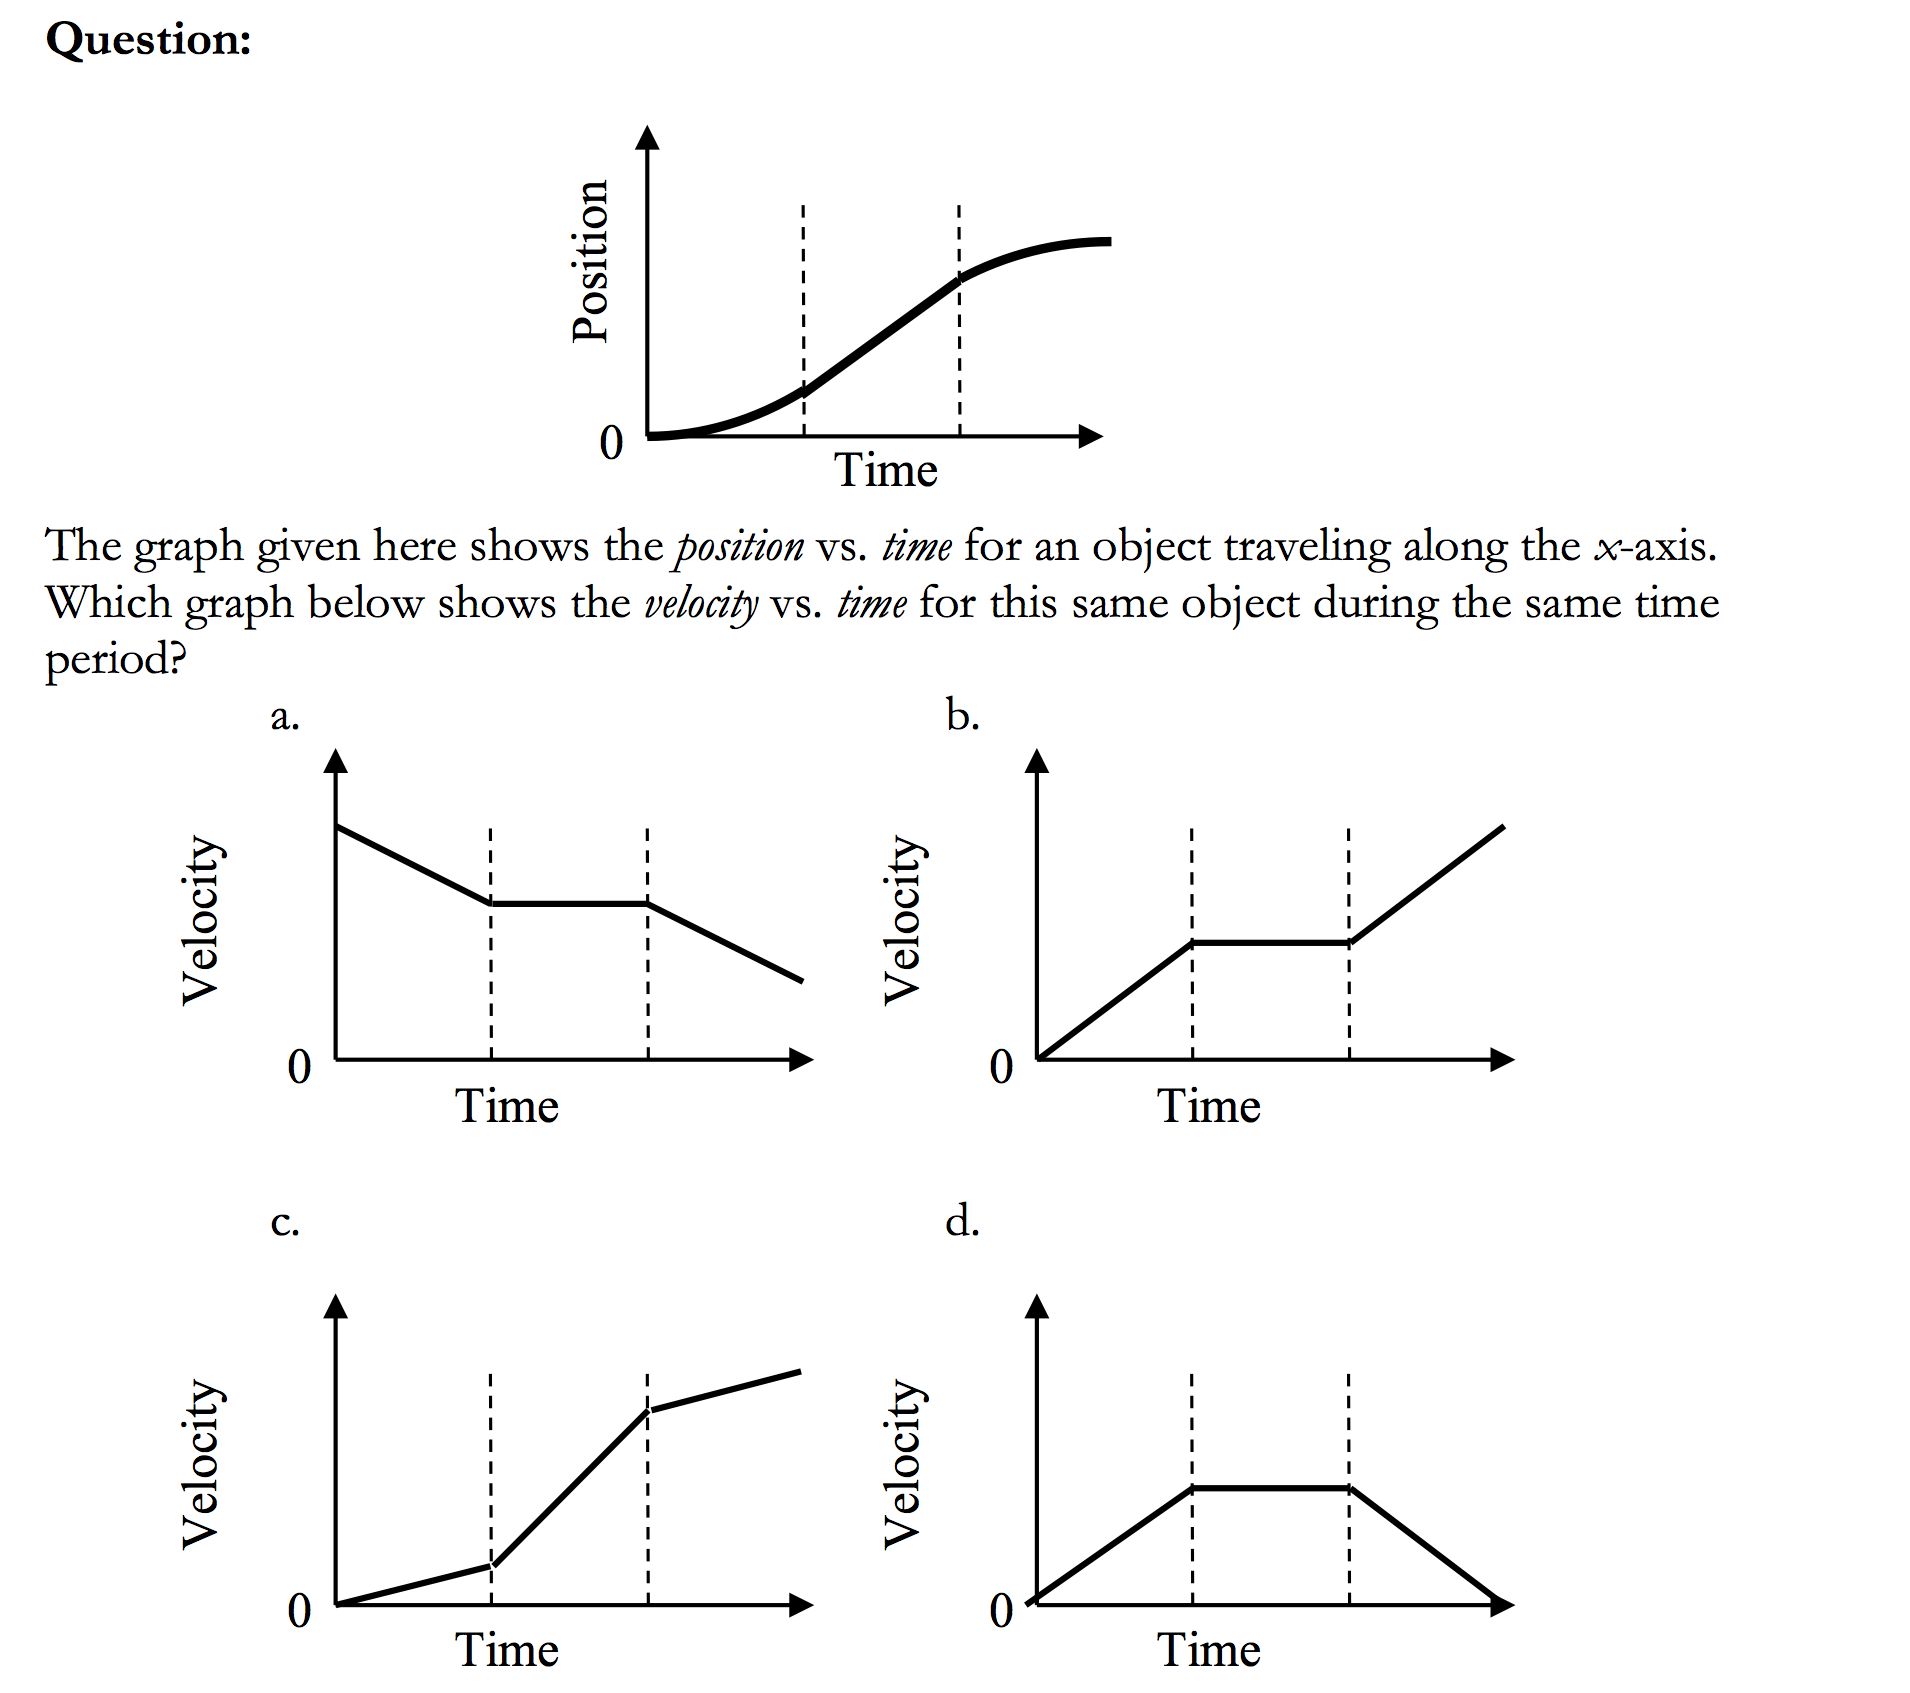 Question:
Position
0
Time
The graph given here shows the position vs. time for an object traveling along the x-axis.
Which graph below shows the velocity vs. time for this same object during the same time
period?
a.
b.
Velocity
0
Time
Velocity
0
Time
c.
d.
Velocity
0
Time
Velocity
0
Time